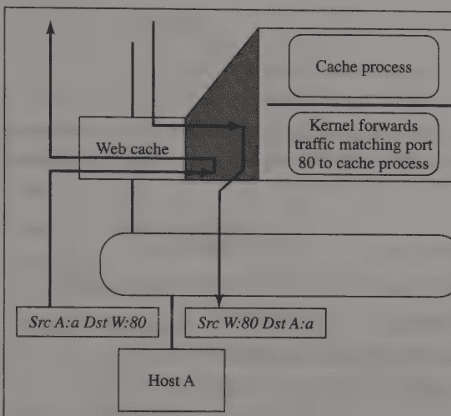 Cache process
Kernel forwards
traffic matching port
80 to cache process
Web cache
Src A:a Dst W:80
Src W:80 Dst A:a
Host A